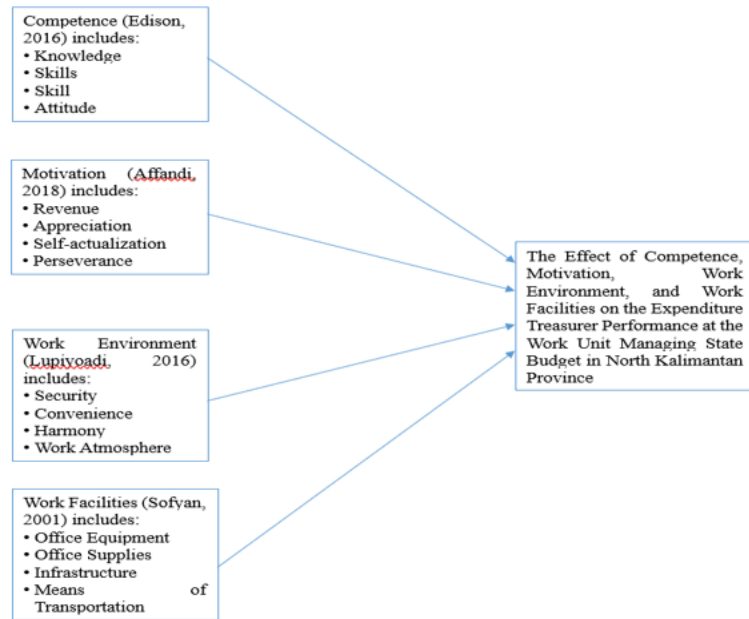 Competence (Edison,
2016) includes:
• Knowledge
• Skills
• Skill
• Attitude
Motivation (Affandi,
2018) includes:
• Revenue
• Appreciation
• Self-actualization
• Perseverance
Work Environment
(Lupiyoadi, 2016)
includes:
• Security
• Convenience
• Harmony
• Work Atmosphere
Work Facilities (Sofyan,
2001) includes:
• Office Equipment
• Office Supplies
• Infrastructure
• Means of
Transportation
The Effect of Competence,
Motivation, Work
Environment, and Work
Facilities on the Expenditure
Treasurer Performance at the
Work Unit Managing State
Budget in North Kalimantan
Province